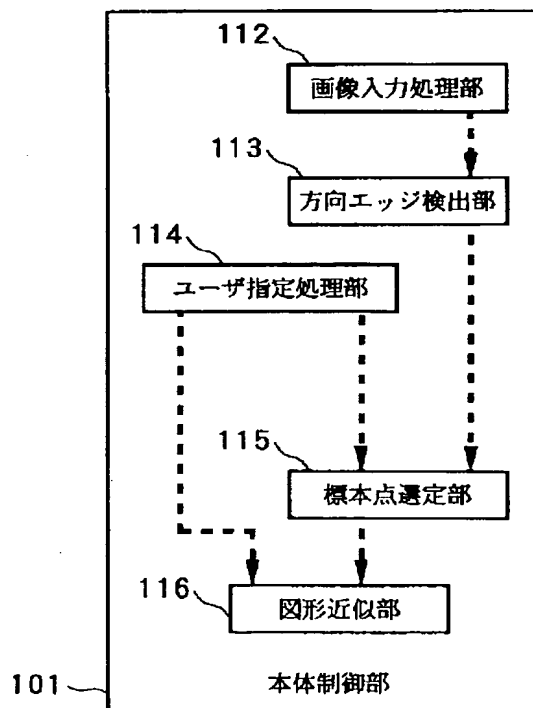 112
画像入力処理部
113
方向エッジ検出部
114
ユーザ指定処理部
115
標本点選定部
116
図形近似部
101
本体制御部